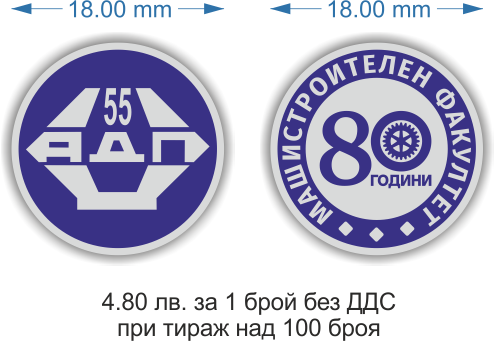 18.00 mm
18.00 mm
55
АДП
МАШИСТРОИТЕЛЕН ФАКУЛТЕТ
80
ГОДИНИ
4.80 лв. за 1 брой без ДДС
при тираж над 100 броя